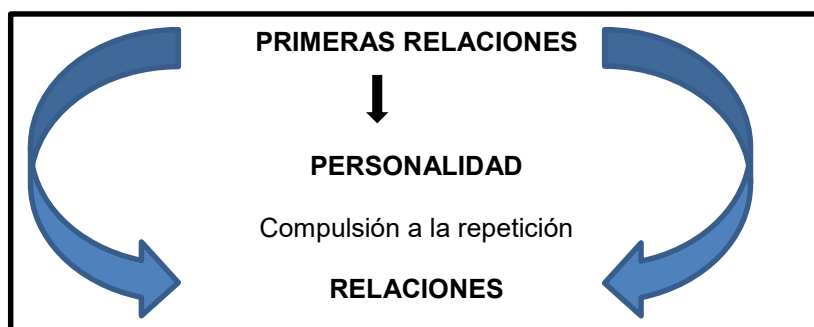 PRIMERAS RELACIONES
PERSONALIDAD
Compulsión a la repetición
RELACIONES